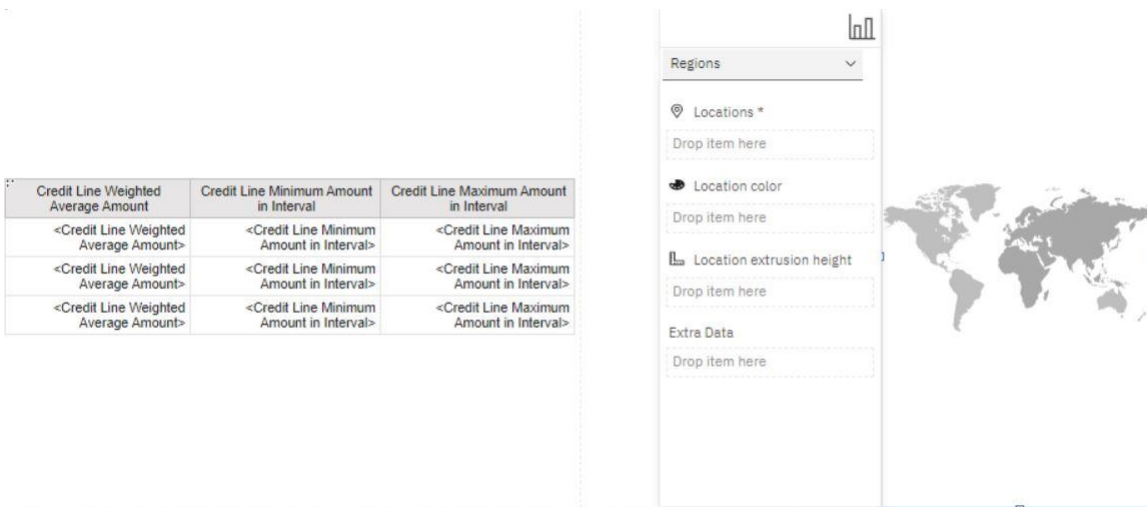 Credit Line Weighted
Average Amount
Credit Line Minimum Amount
in Interval
Credit Line Maximum Amount
in Interval
<Credit Line Weighted
Average Amount>
<Credit Line Minimum
Amount in Interval>
<Credit Line Maximum
Amount in Interval>
<Credit Line Weighted
Average Amount>
<Credit Line Minimum
Amount in Interval>
<Credit Line Maximum
Amount in Interval>
<Credit Line Weighted
Average Amount>
<Credit Line Minimum
Amount in Interval>
<Credit Line Maximum
Amount in Interval>
Regions
Locations *
Drop item here
Location color
Drop item here
Location extrusion height
Drop item here
Extra Data
Drop item here